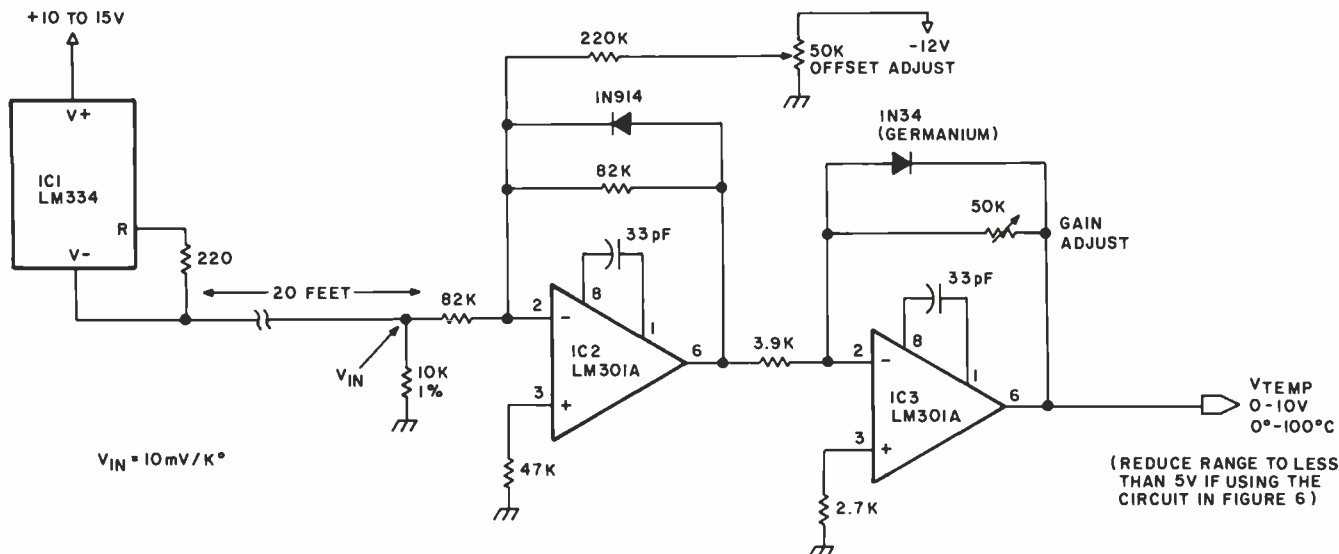 +10 TO 15V
V+
IC1
LM334
R
V-
220
20 FEET
VIN
10K
1%
VIN = 10mV/K°
82K
220K
50K
OFFSET ADJUST
-12V
1N914
82K
33pF
8
1
2
-
IC2
LM301A
6
3
+
47K
3.9K
1N34
(GERMANIUM)
50K
GAIN
ADJUST
33pF
8
1
2
-
IC3
LM301A
6
3
+
2.7K
VTEMP
0-10V
0°-100°C
(REDUCE RANGE TO LESS
THAN 5V IF USING THE
CIRCUIT IN FIGURE 6)